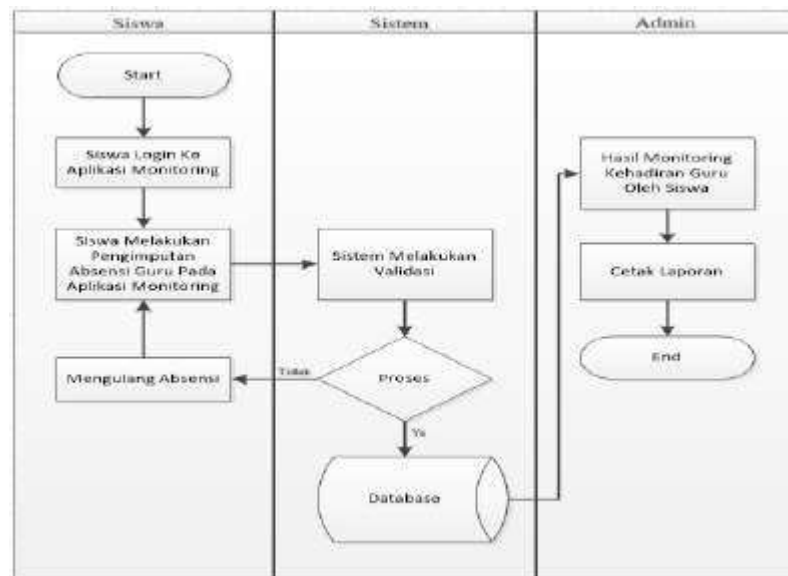 Siswa
Sistem
Admin
Start
Siswa Login Ke
Aplikasi Monitoring
Siswa Melakukan
Pengimputan
Absensi Guru Pada
Aplikasi Monitoring
Mengulang Absensi
Sistem Melakukan
Validasi
Proses
Tidak
Ya
Database
Hasil Monitoring
Kehadiran Guru
Oleh Siswa
Cetak Laporan
End